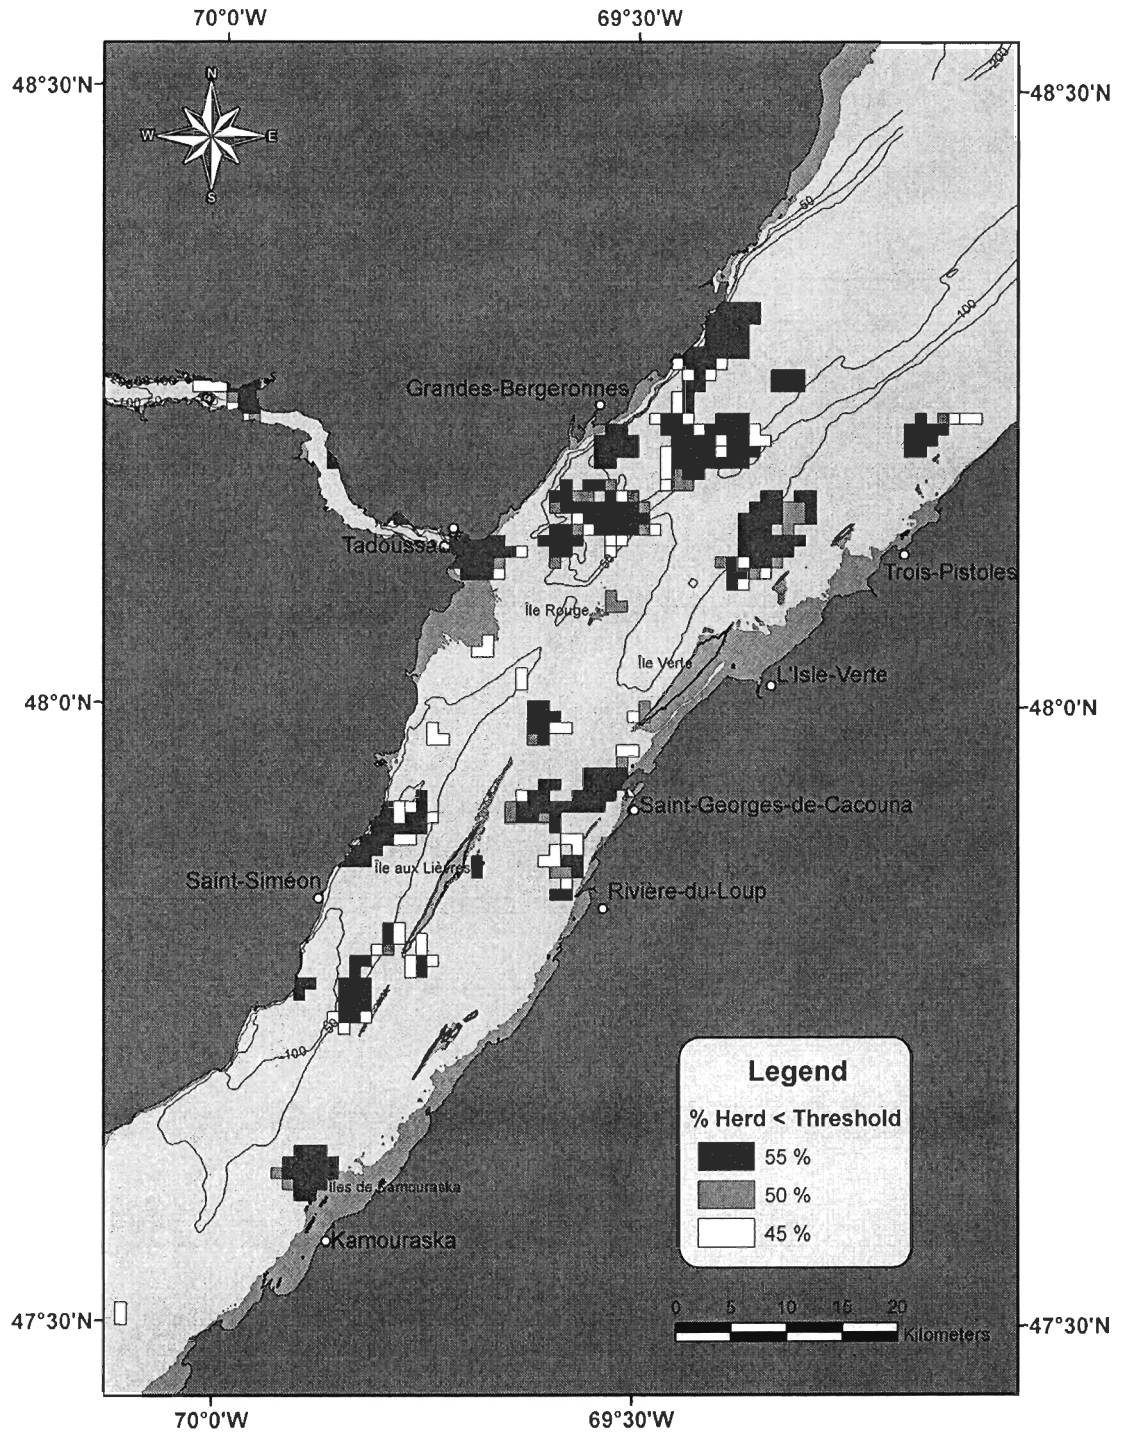 70°0'W
69°30'W
48°30'N
48°30'N
200
N
W
E
S
50
100
Grandes-Bergeronnes
Tadoussac
50
Trois-Pistoles
Île Rouge
Île Verte
L'Isle-Verte
48°0'N
48°0'N
Saint-Georges-de-Cacouna
Île aux Lièvres
Saint-Siméon
Rivière-du-Loup
50
100
Legend
% Herd < Threshold
55 %
50 %
45 %
Îles de Kamouraska
Kamouraska
0 5 10 15 20
Kilometers
47°30'N
47°30'N
70°0'W
69°30'W